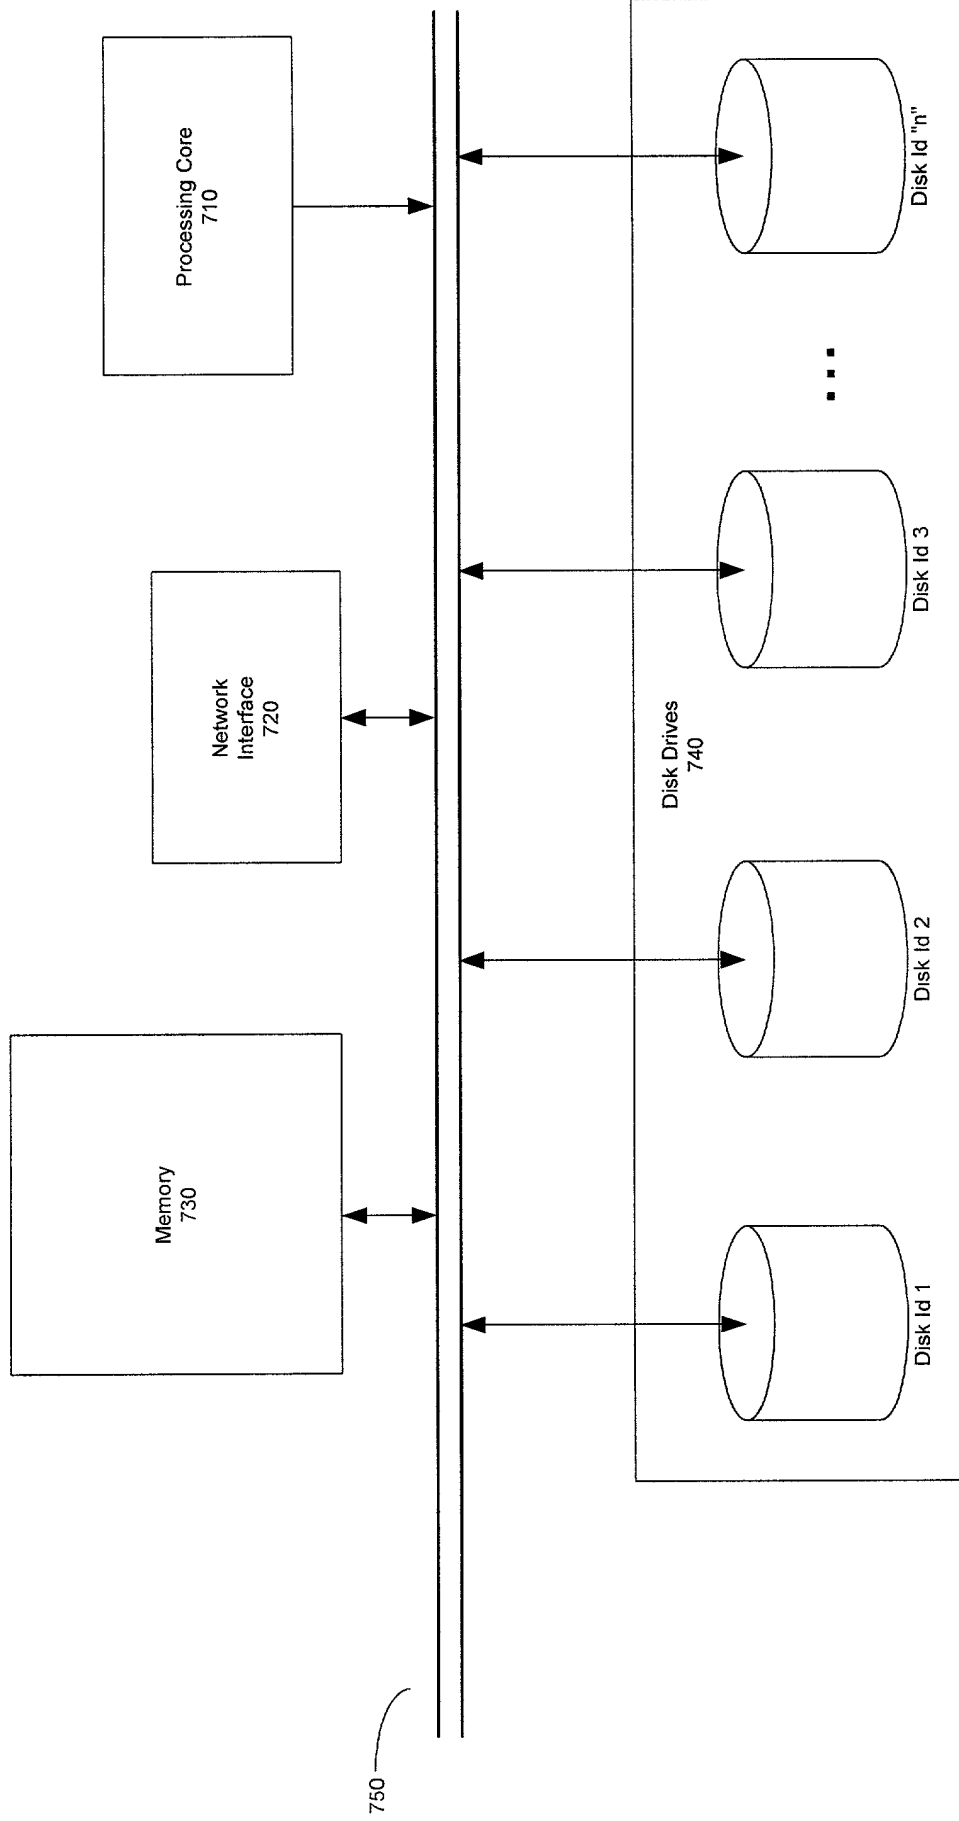 Memory
730
Network
Interface
720
Processing Core
710
750
Disk Drives
740
Disk Id 1
Disk Id 2
Disk Id 3
Disk Id "n"